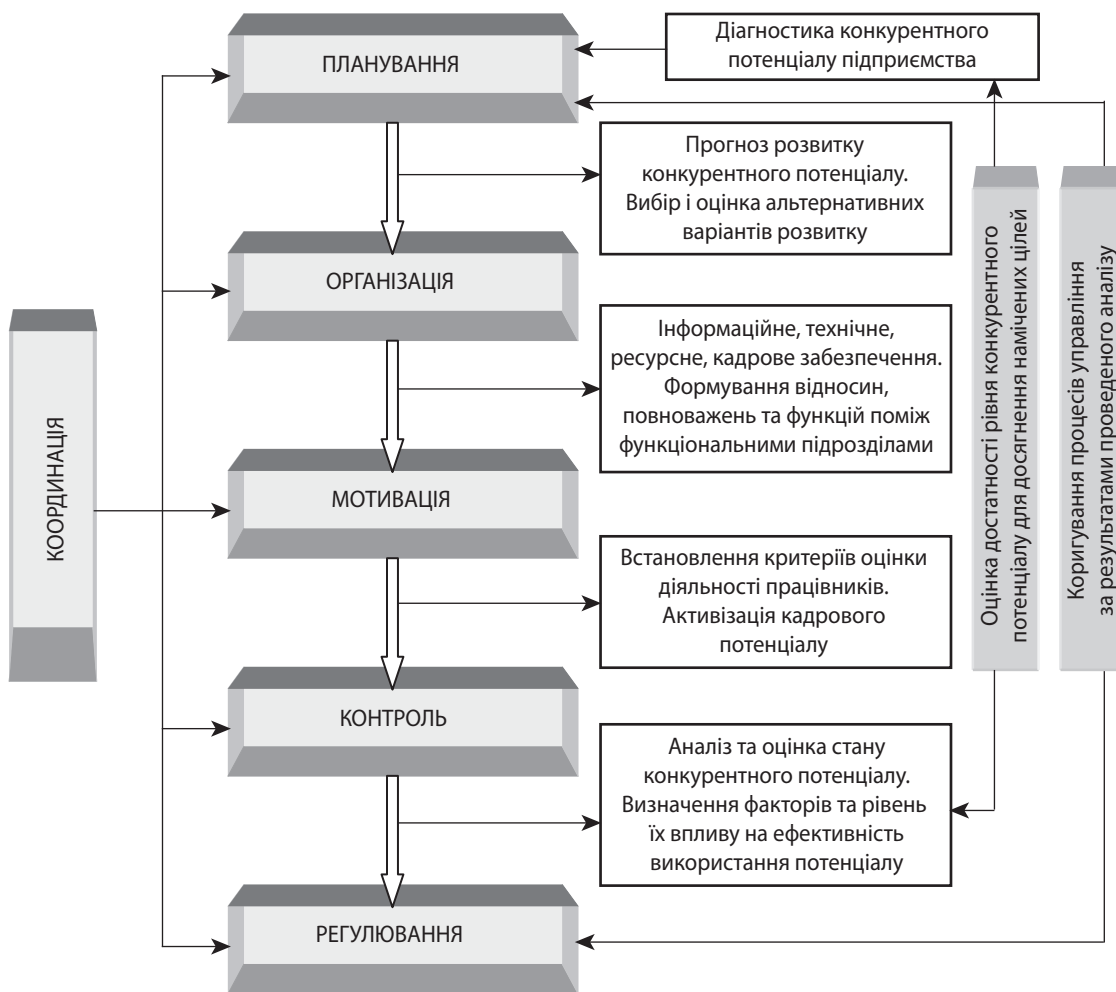 ПЛАНУВАННЯ
Діагностика конкурентного
потенціалу підприємства
Прогноз розвитку
конкурентного потенціалу.
Вибір і оцінка альтернативних
варіантів розвитку
ОРГАНІЗАЦІЯ
Інформаційне, технічне,
ресурсне, кадрове забезпечення.
Формування відносин,
повноважень та функцій поміж
функціональними підрозділами
КООРДИНАЦІЯ
МОТИВАЦІЯ
Встановлення критеріїв оцінки
діяльності працівників.
Активізація кадрового
потенціалу
КОНТРОЛЬ
Аналіз та оцінка стану
конкурентного потенціалу.
Визначення факторів та рівень
їх впливу на ефективність
використання потенціалу
РЕГУЛЮВАННЯ
Оцінка достатності рівня конкурентного
потенціалу для досягнення намічених цілей
Коригування процесів управління
за результатами проведеного аналізу